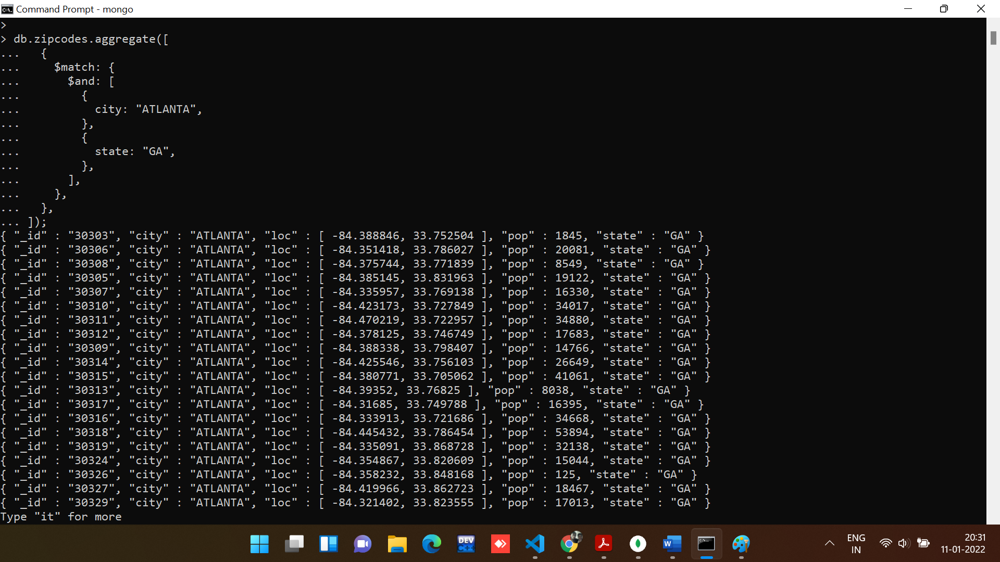 Command Prompt - mongo
>
> db.zipcodes.aggregate([
...   {
...     $match: {
...       $and: [
...         {
...           city: "ATLANTA",
...         },
...         {
...           state: "GA",
...         },
...       ],
...     },
...   },
... ]);
{ "_id" : "30303", "city" : "ATLANTA", "loc" : [ -84.388846, 33.752504 ], "pop" : 1845, "state" : "GA" }
{ "_id" : "30306", "city" : "ATLANTA", "loc" : [ -84.351418, 33.786027 ], "pop" : 20081, "state" : "GA" }
{ "_id" : "30308", "city" : "ATLANTA", "loc" : [ -84.375744, 33.771839 ], "pop" : 8549, "state" : "GA" }
{ "_id" : "30305", "city" : "ATLANTA", "loc" : [ -84.385145, 33.831963 ], "pop" : 19122, "state" : "GA" }
{ "_id" : "30307", "city" : "ATLANTA", "loc" : [ -84.335957, 33.769138 ], "pop" : 16330, "state" : "GA" }
{ "_id" : "30310", "city" : "ATLANTA", "loc" : [ -84.423173, 33.727849 ], "pop" : 34017, "state" : "GA" }
{ "_id" : "30311", "city" : "ATLANTA", "loc" : [ -84.470219, 33.722957 ], "pop" : 34880, "state" : "GA" }
{ "_id" : "30312", "city" : "ATLANTA", "loc" : [ -84.378125, 33.746749 ], "pop" : 17683, "state" : "GA" }
{ "_id" : "30309", "city" : "ATLANTA", "loc" : [ -84.388338, 33.798407 ], "pop" : 14766, "state" : "GA" }
{ "_id" : "30314", "city" : "ATLANTA", "loc" : [ -84.425546, 33.756103 ], "pop" : 26649, "state" : "GA" }
{ "_id" : "30315", "city" : "ATLANTA", "loc" : [ -84.380771, 33.705062 ], "pop" : 41061, "state" : "GA" }
{ "_id" : "30313", "city" : "ATLANTA", "loc" : [ -84.39352, 33.76825 ], "pop" : 8038, "state" : "GA" }
{ "_id" : "30317", "city" : "ATLANTA", "loc" : [ -84.31685, 33.749788 ], "pop" : 16395, "state" : "GA" }
{ "_id" : "30316", "city" : "ATLANTA", "loc" : [ -84.333913, 33.721686 ], "pop" : 34668, "state" : "GA" }
{ "_id" : "30318", "city" : "ATLANTA", "loc" : [ -84.445432, 33.786454 ], "pop" : 53894, "state" : "GA" }
{ "_id" : "30319", "city" : "ATLANTA", "loc" : [ -84.335091, 33.868728 ], "pop" : 32138, "state" : "GA" }
{ "_id" : "30324", "city" : "ATLANTA", "loc" : [ -84.354867, 33.820609 ], "pop" : 15044, "state" : "GA" }
{ "_id" : "30326", "city" : "ATLANTA", "loc" : [ -84.358232, 33.848168 ], "pop" : 125, "state" : "GA" }
{ "_id" : "30327", "city" : "ATLANTA", "loc" : [ -84.419966, 33.862723 ], "pop" : 18467, "state" : "GA" }
{ "_id" : "30329", "city" : "ATLANTA", "loc" : [ -84.321402, 33.823555 ], "pop" : 17013, "state" : "GA" }
Type "it" for more
DEV
C++
W
ENG
IN
20:31
11-01-2022